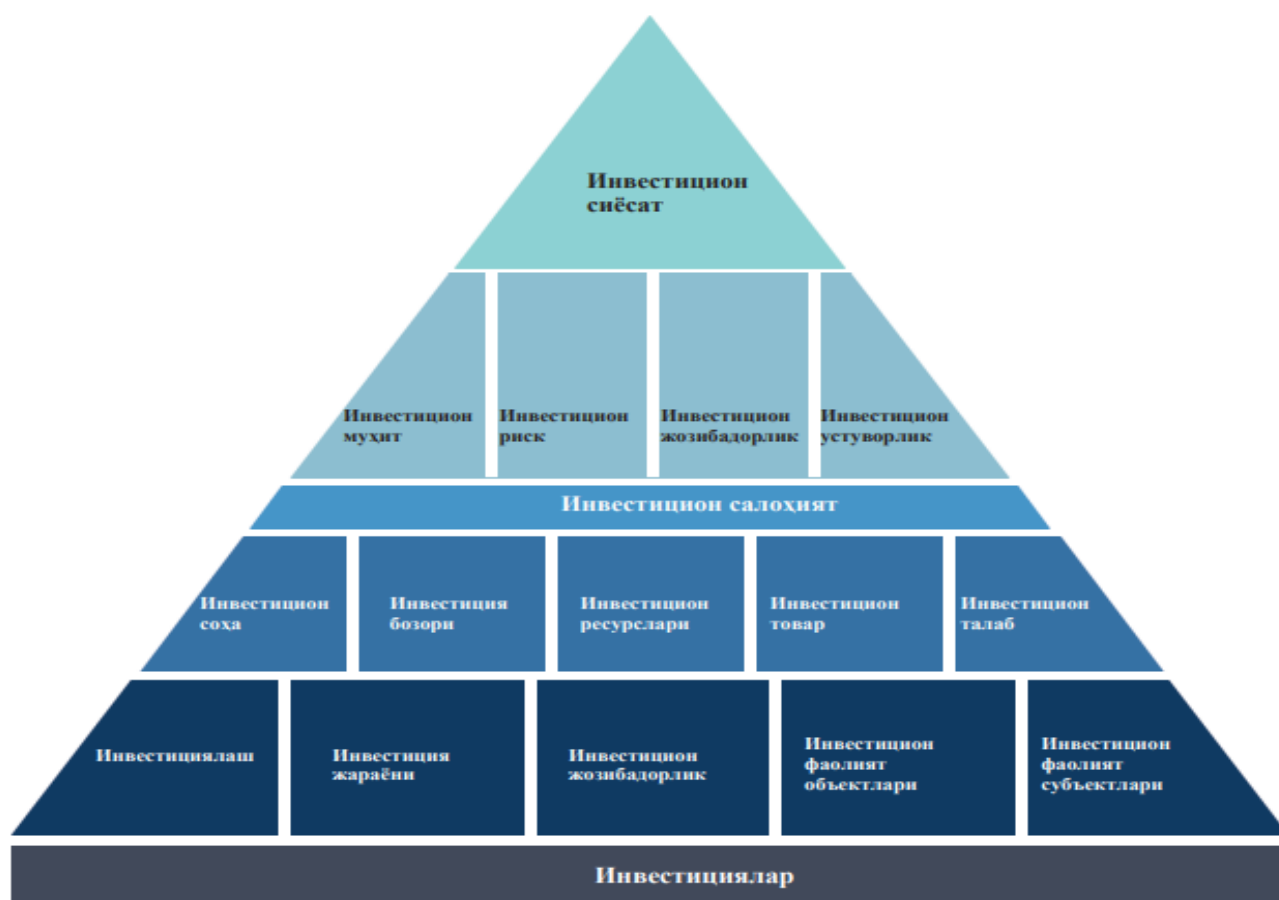 Инвестицион
сиёсат
Инвестицион
муҳит
Инвестицион
риск
Инвестицион
жозибадорлик
Инвестицион
устуворлик
Инвестицион салоҳият
Инвестицион
соҳа
Инвестиция
бозори
Инвестицион
ресурслари
Инвестицион
товар
Инвестицион
талаб
Инвестициялаш
Инвестиция
жараёни
Инвестицион
жозибадорлик
Инвестицион
фаолият
объектлари
Инвестицион
фаолият
субъектлари
Инвестициялар